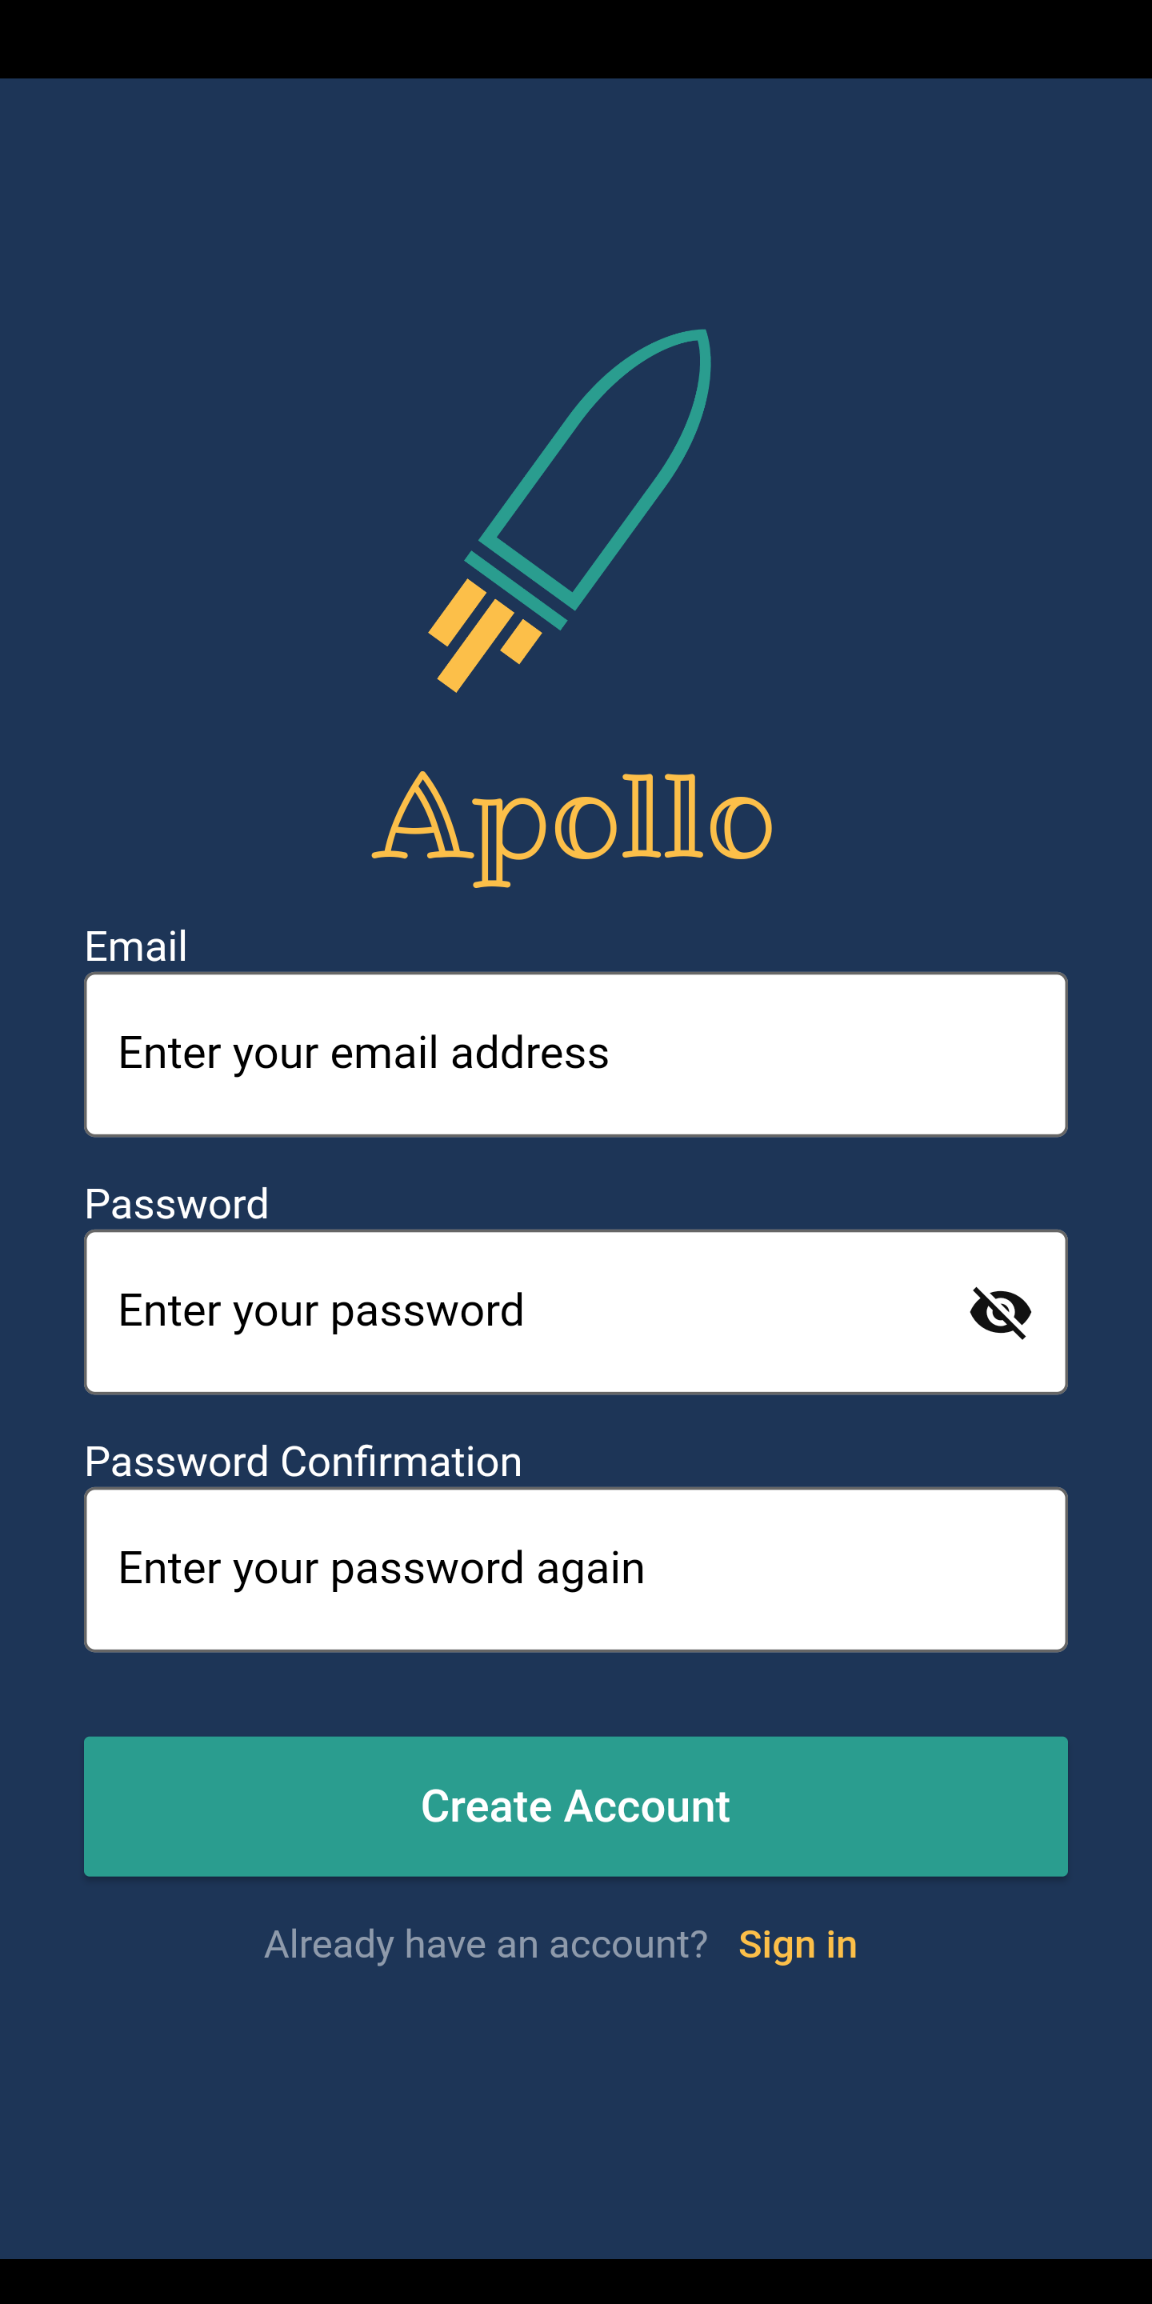 Apollo
Email
Enter your email address
Password
Enter your password
Password Confirmation
Enter your password again
Create Account
Already have an account? Sign in